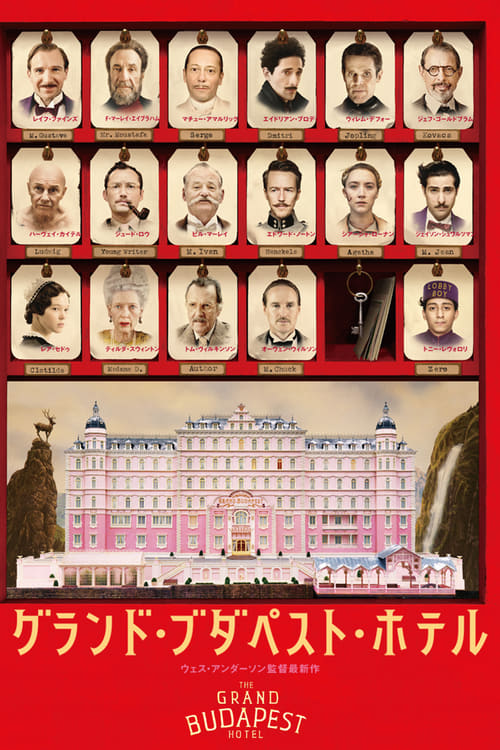 レイフ・ファインズ
M. Gustave
F・マーレイ・エイブラハム
Mr. Moustafa
マチュー・アマルリック
Serge
エイドリアン・ブロディ
Dmitri
ウィレム・デフォー
Jopling
ジェフ・ゴールドブラム
Kovacs
ハーヴェイ・カイテル
Ludwig
ジュード・ロウ
Young Writer
ビル・マーレイ
M. Ivan
エドワード・ノートン
Henckels
シアーシャ・ローナン
Agatha
ジェイソン・シュワルツマン
M. Jean
レア・セドゥ
Clotilde
ティルダ・スウィントン
Madame D.
トム・ウィルキンソン
Author
オーウェン・ウィルソン
M. Chuck
LOBBY BOY
トニー・レヴォロリ
Zero
GRAND BUDAPEST
グランド・ブダペスト・ホテル
ウェス・アンダーソン監督最新作
THE
GRAND
BUDAPEST
HOTEL